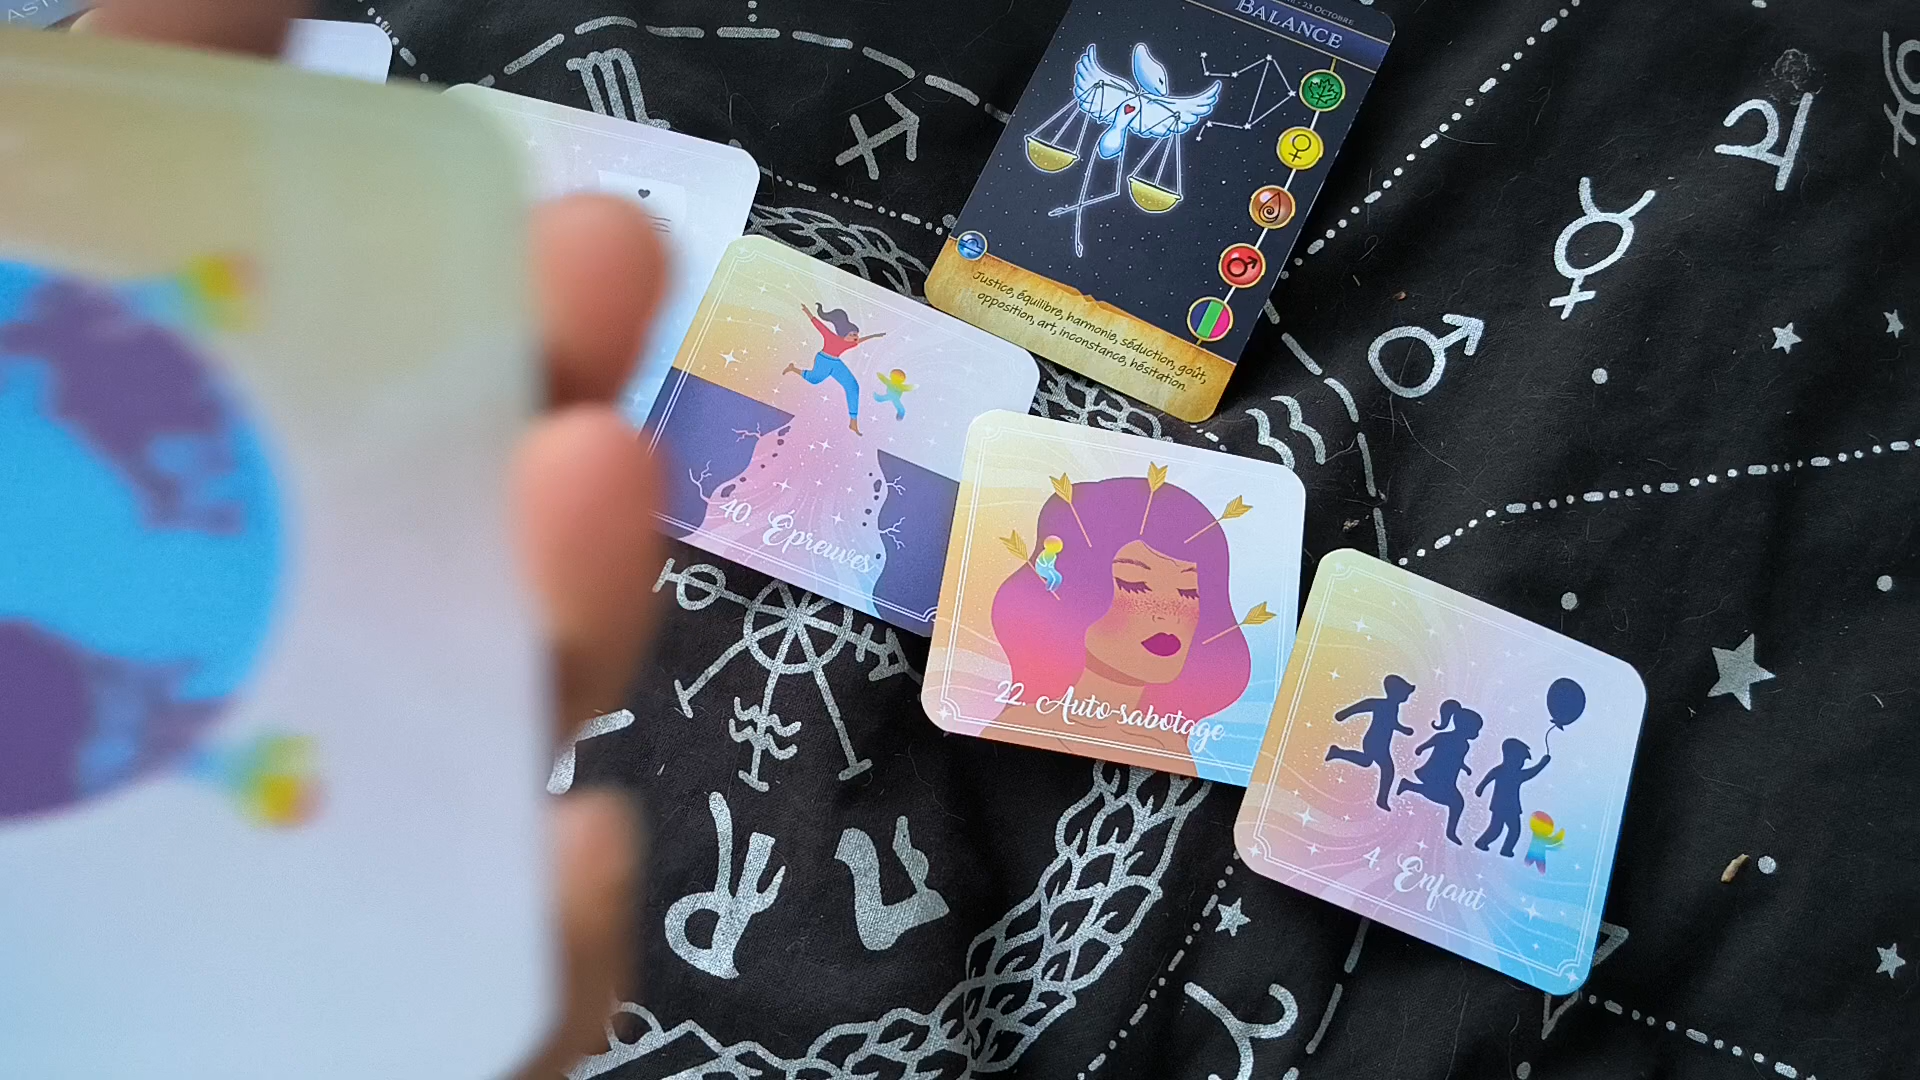 BALANCE
Justice, équilibre, harmonie, séduction, goût,
opposition, art, inconstance, hésitation.
40. Épreuves
22. Auto-sabotage
4. Enfant